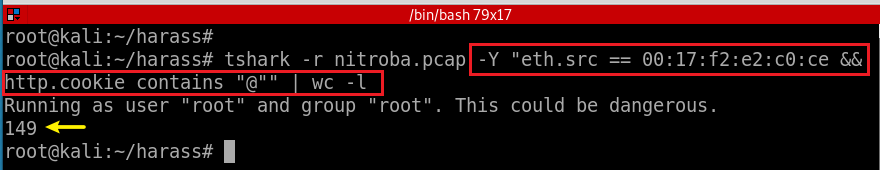 /bin/bash 79x17
root@kali:~/harass#
root@kali:~/harass# tshark -r nitroba.pcap -Y "eth.src == 00:17:f2:e2:c0:ce &&
http.cookie contains "@"" | wc -l
Running as user "root" and group "root". This could be dangerous.
149
root@kali:~/harass#